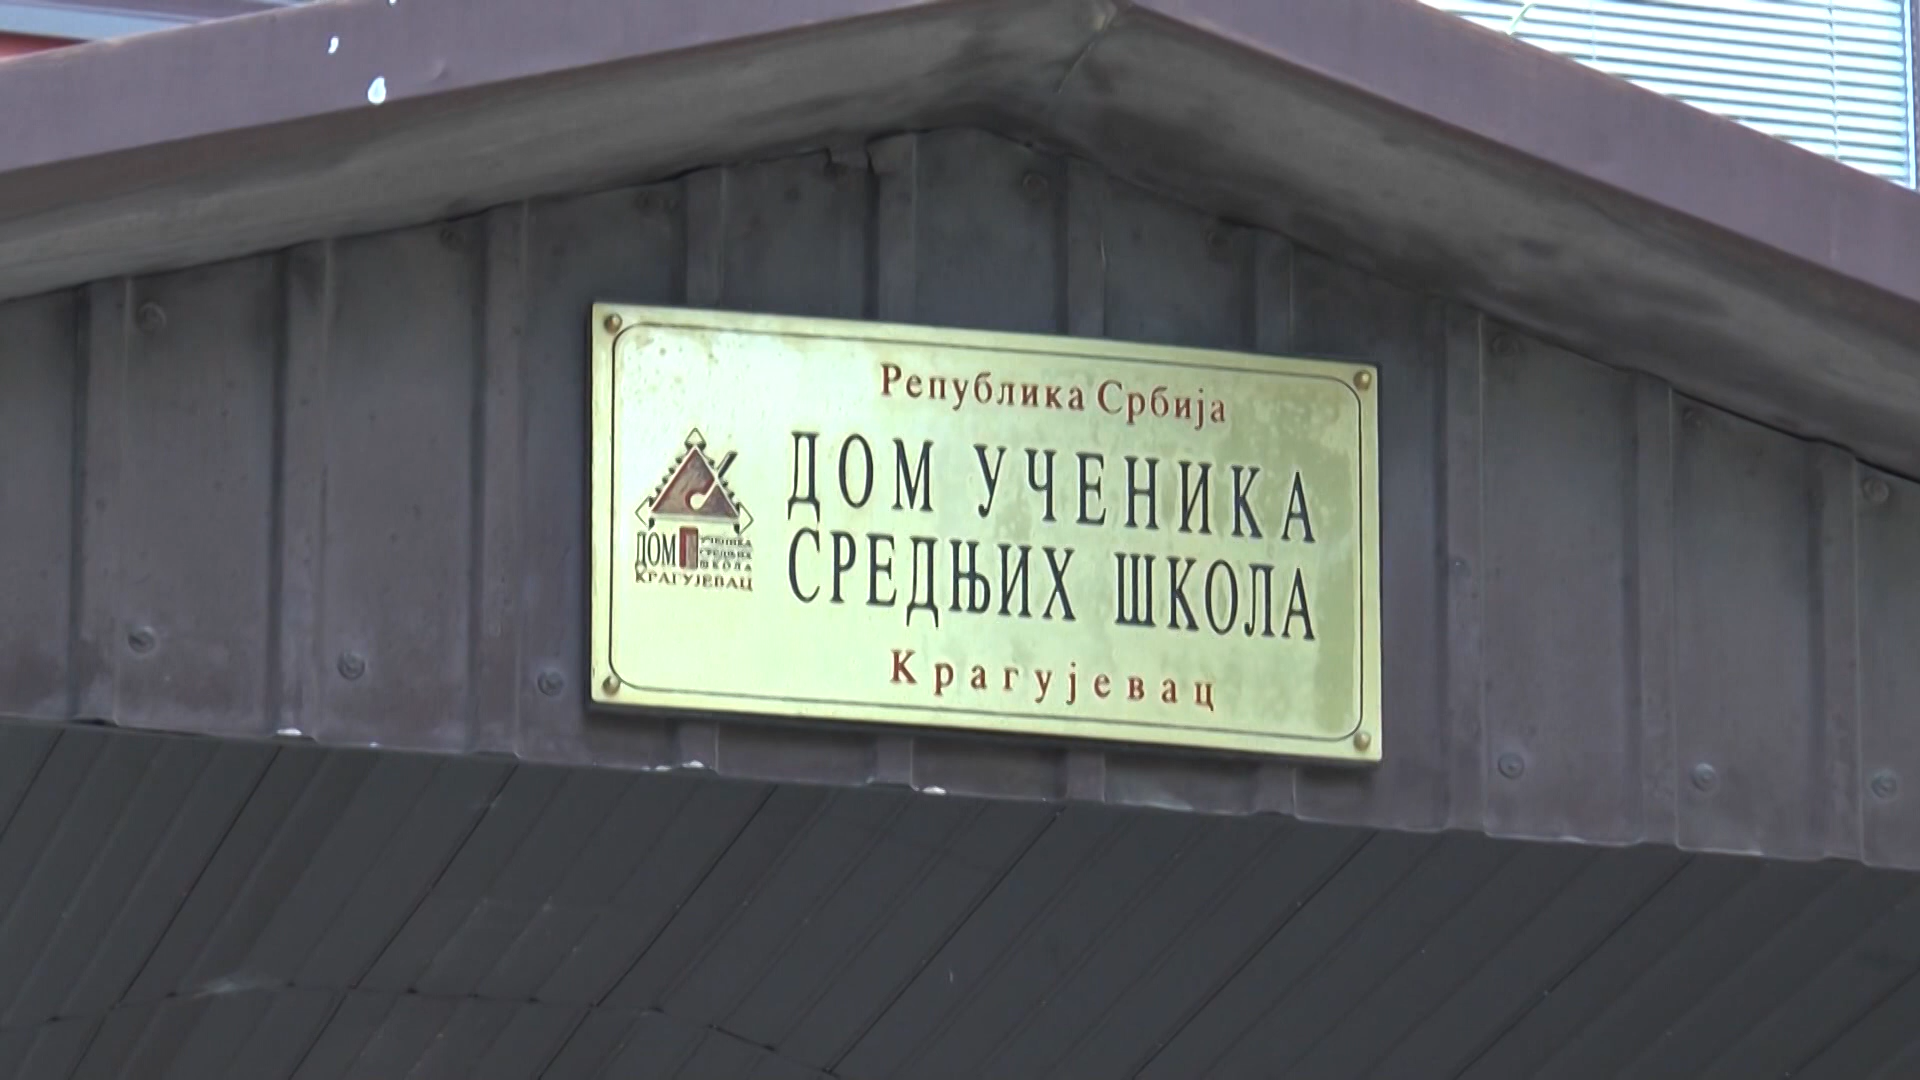 Република Србија
ДОМ УЧЕНИКА
СРЕДЊИХ ШКОЛА
Крагујевац
ДОМ
УЧЕНИКА
СРЕДЊИХ
ШКОЛА
КРАГУЈЕВАЦ